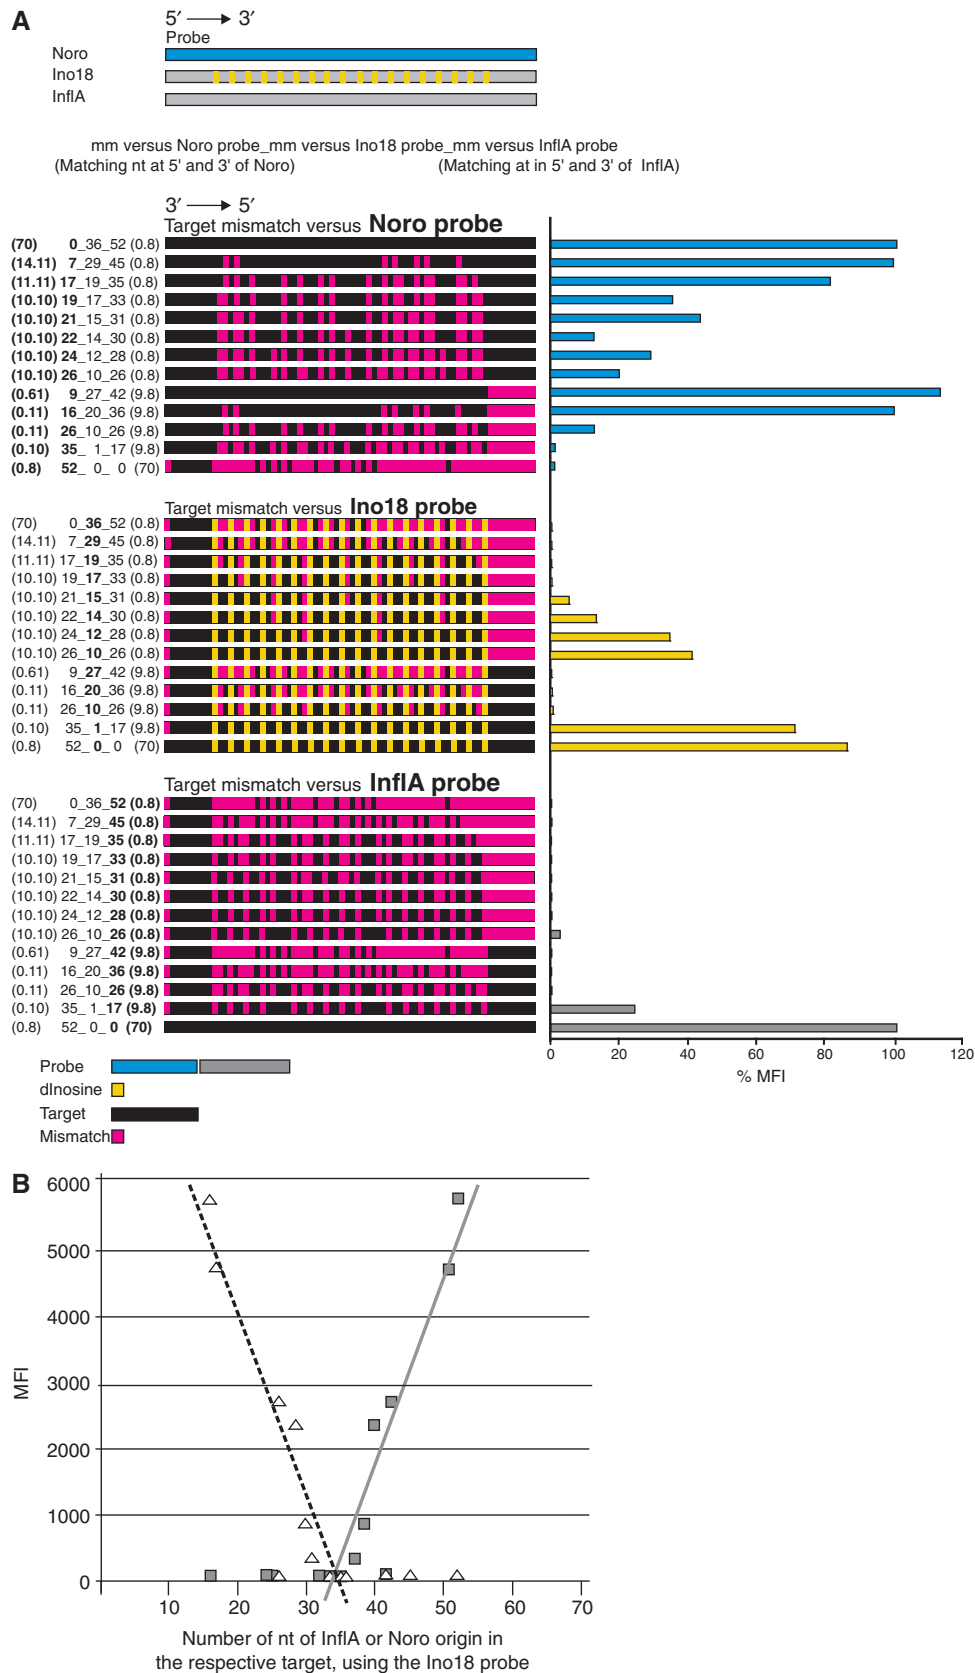 A
5′ → 3′
Probe
Noro
Ino18
InflA
mm versus Noro probe_mm versus Ino18 probe_mm versus InflA probe
(Matching nt at 5' and 3' of Noro) (Matching at in 5' and 3' of InflA)
3′ → 5′
Target mismatch versus Noro probe
(70) 0_36_52 (0.8)
(14.11) 7_29_45 (0.8)
(11.11) 17_19_35 (0.8)
(10.10) 19_17_33 (0.8)
(10.10) 21_15_31 (0.8)
(10.10) 22_14_30 (0.8)
(10.10) 24_12_28 (0.8)
(10.10) 26_10_26 (0.8)
(0.61) 9_27_42 (9.8)
(0.11) 16_20_36 (9.8)
(0.11) 26_10_26 (9.8)
(0.10) 35_ 1_17 (9.8)
(0.8) 52_ 0_ 0 (70)
Target mismatch versus Ino18 probe
(70) 0_36_52 (0.8)
(14.11) 7_29_45 (0.8)
(11.11) 17_19_35 (0.8)
(10.10) 19_17_33 (0.8)
(10.10) 21_15_31 (0.8)
(10.10) 22_14_30 (0.8)
(10.10) 24_12_28 (0.8)
(10.10) 26_10_26 (0.8)
(0.61) 9_27_42 (9.8)
(0.11) 16_20_36 (9.8)
(0.11) 26_10_26 (9.8)
(0.10) 35_ 1_17 (9.8)
(0.8) 52_ 0_ 0 (70)
Target mismatch versus InflA probe
(70) 0_36_52 (0.8)
(14.11) 7_29_45 (0.8)
(11.11) 17_19_35 (0.8)
(10.10) 19_17_33 (0.8)
(10.10) 21_15_31 (0.8)
(10.10) 22_14_30 (0.8)
(10.10) 24_12_28 (0.8)
(10.10) 26_10_26 (0.8)
(0.61) 9_27_42 (9.8)
(0.11) 16_20_36 (9.8)
(0.11) 26_10_26 (9.8)
(0.10) 35_ 1_17 (9.8)
(0.8) 52_ 0_ 0 (70)
0 20 40 60 80 100 120
% MFI
Probe
dInosine
Target
Mismatch
B
6000
5000
4000
3000
2000
1000
0
MFI
10 20 30 40 50 60 70
Number of nt of InflA or Noro origin in
the respective target, using the Ino18 probe